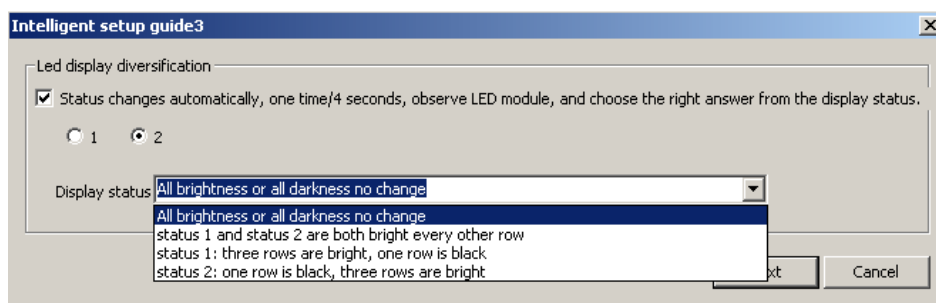 Intelligent setup guide3
Led display diversification
Status changes automatically, one time/4 seconds, observe LED module, and choose the right answer from the display status.
1 2
Display status All brightness or all darkness no change
All brightness or all darkness no change
status 1 and status 2 are both bright every other row
status 1: three rows are bright, one row is black
status 2: one row is black, three rows are bright
xt Cancel